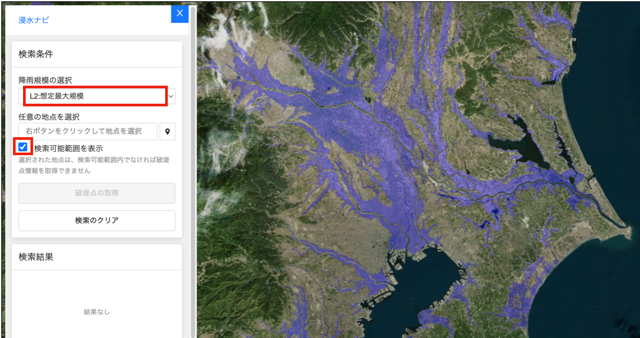 浸水ナビ
検索条件
降雨規模の選択
L2:想定最大規模
任意の地点を選択
右ボタンをクリックして地点を選択
検索可能範囲を表示
選択された地点は、検索可能範囲内でなければ破堤
点情報を取得できません
破堤点の取得
検索のクリア
検索結果
結果なし